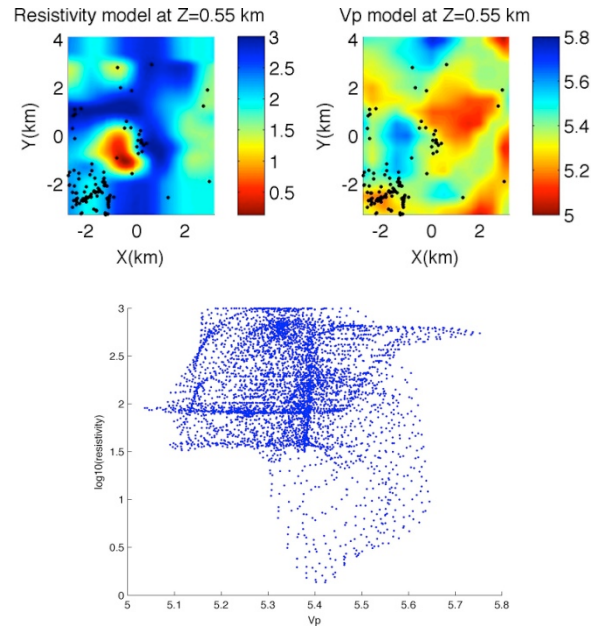 Resistivity model at Z=0.55 km
Vp model at Z=0.55 km
4
2
0
-2
Y(km)
-2 0 2
X(km)
3
2.5
2
1.5
1
0.5
4
2
0
-2
Y(km)
-2 0 2
X(km)
5.8
5.6
5.4
5.2
5
3
2.5
2
1.5
1
0.5
0
log10(resistivity)
5 5.1 5.2 5.3 5.4 5.5 5.6 5.7 5.8
Vp